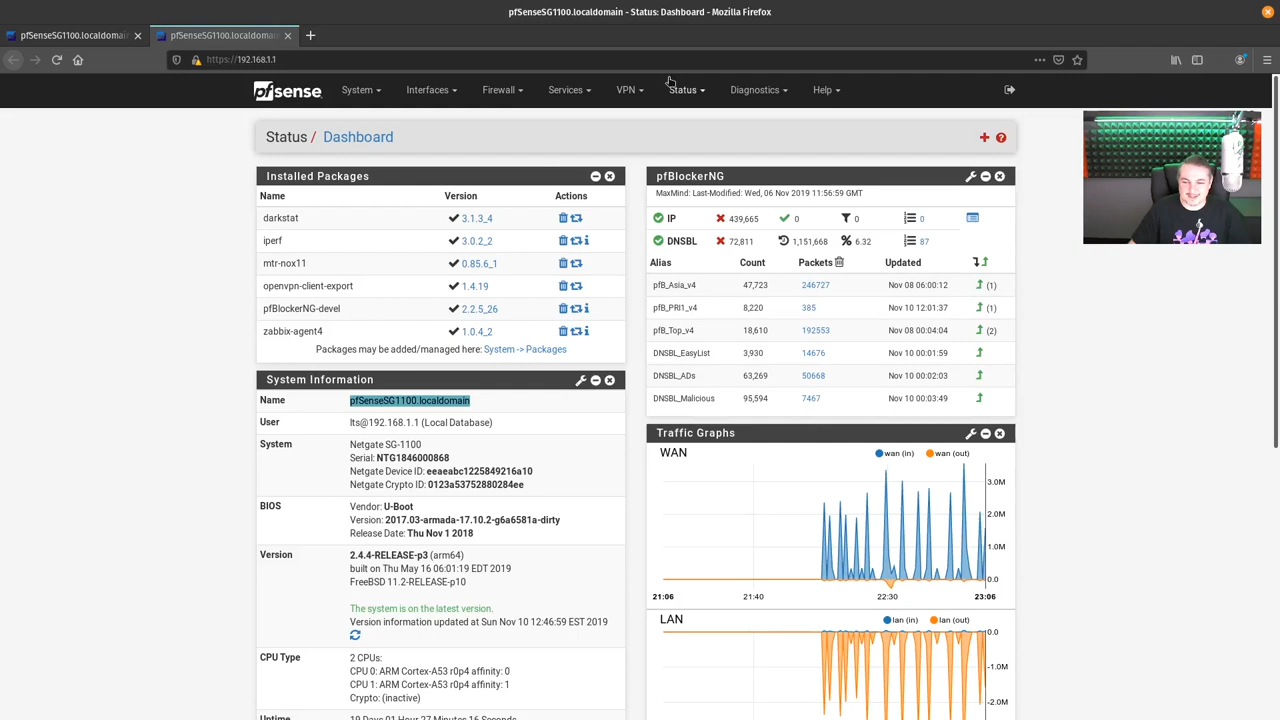 pfSenseSG1100.localdomain - Status: Dashboard - Mozilla Firefox
pfSenseSG1100.localdomai
pfSenseSG1100.localdomai
https://192.168.1.1
pfsense
System
Interfaces
Firewall
Services
VPN
Status
Diagnostics
Help
Status / Dashboard
Installed Packages
Name Version Actions
darkstat 3.1.3_4
iperf 3.0.2_2
mtr-nox11 0.85.6_1
openvpn-client-export 1.4.19
pfBlockerNG-devel 2.2.5_26
zabbix-agent4 1.0.4_2
Packages may be added/managed here: System -> Packages
System Information
Name pfSenseSG1100.localdomain
User lts@192.168.1.1 (Local Database)
System Netgate SG-1100
Serial: NTG1846000868
Netgate Device ID: eeaeabc1225849216a10
Netgate Crypto ID: 0123a53752880284ee
BIOS Vendor: U-Boot
Version: 2017.03-armada-17.10.2-g6a6581a-dirty
Release Date: Thu Nov 1 2018
Version 2.4.4-RELEASE-p3 (arm64)
built on Thu May 16 06:01:19 EDT 2019
FreeBSD 11.2-RELEASE-p10
The system is on the latest version.
Version information updated at Sun Nov 10 12:46:59 EST 2019
CPU Type 2 CPUs:
CPU 0: ARM Cortex-A53 r0p4 affinity: 0
CPU 1: ARM Cortex-A53 r0p4 affinity: 1
Crypto: (inactive)
Uptime 19 Days 01 Hour 27 Minutes 16 Seconds
pfBlockerNG
MaxMind: Last-Modified: Wed, 06 Nov 2019 11:56:59 GMT
IP 439,665 0 0 0
DNSBL 72,811 1,151,668 % 6.32 87
Alias Count Packets Updated
pfB_Asia_v4 47,723 246727 Nov 08 06:00:12 (1)
pfB_PRI1_v4 8,220 385 Nov 10 12:01:37 (1)
pfB_Top_v4 18,610 192553 Nov 08 00:04:04 (2)
DNSBL_EasyList 3,930 14676 Nov 10 00:01:59
DNSBL_ADs 63,269 50668 Nov 10 00:02:03
DNSBL_Malicious 95,594 7467 Nov 10 00:03:49
Traffic Graphs
WAN
wan (in) wan (out)
3.0M
2.0M
1.0M
0.0
21:06 21:40 22:30 23:06
LAN
lan (in) lan (out)
0.0
-1.0M
-2.0M